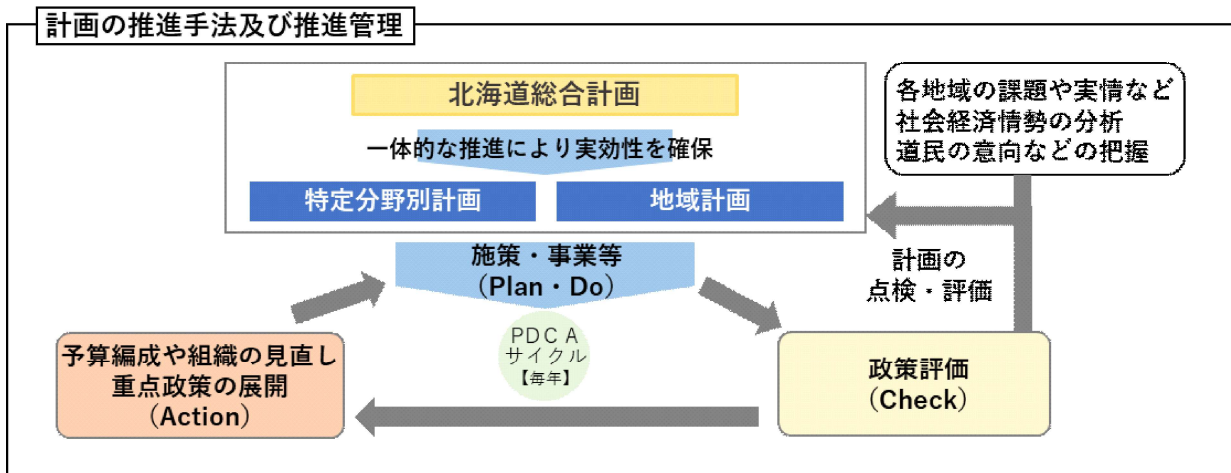 計画の推進手法及び推進管理
北海道総合計画
一体的な推進により実効性を確保
特定分野別計画
地域計画
各地域の課題や実情など
社会経済情勢の分析
道民の意向などの把握
計画の
点検・評価
施策・事業等
（Plan・Do）
ＰＤＣＡ
サイクル
【毎年】
予算編成や組織の見直し
重点政策の展開
（Action）
政策評価
（Check）